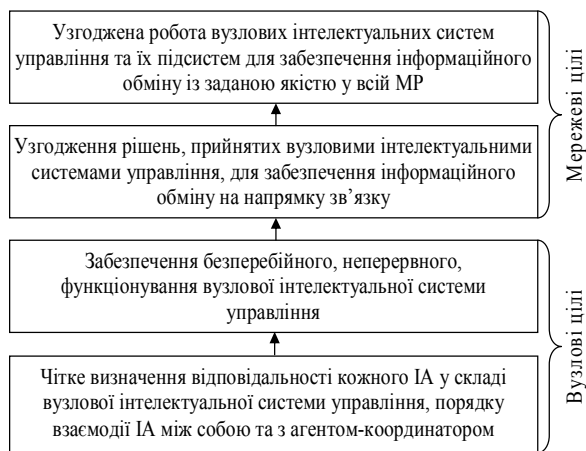 Узгоджена робота вузлових інтелектуальних систем
управління та їх підсистем для забезпечення інформаційного
обміну із заданою якістю у всій МР
Узгодження рішень, прийнятих вузловими інтелектуальними
системами управління, для забезпечення інформаційного
обміну на напрямку зв’язку
Мережеві цілі
Забезпечення безперебійного, неперервного,
функціонування вузлової інтелектуальної системи
управління
Чітке визначення відповідальності кожного ІА у складі
вузлової інтелектуальної системи управління, порядку
взаємодії ІА між собою та з агентом-координатором
Вузлові цілі